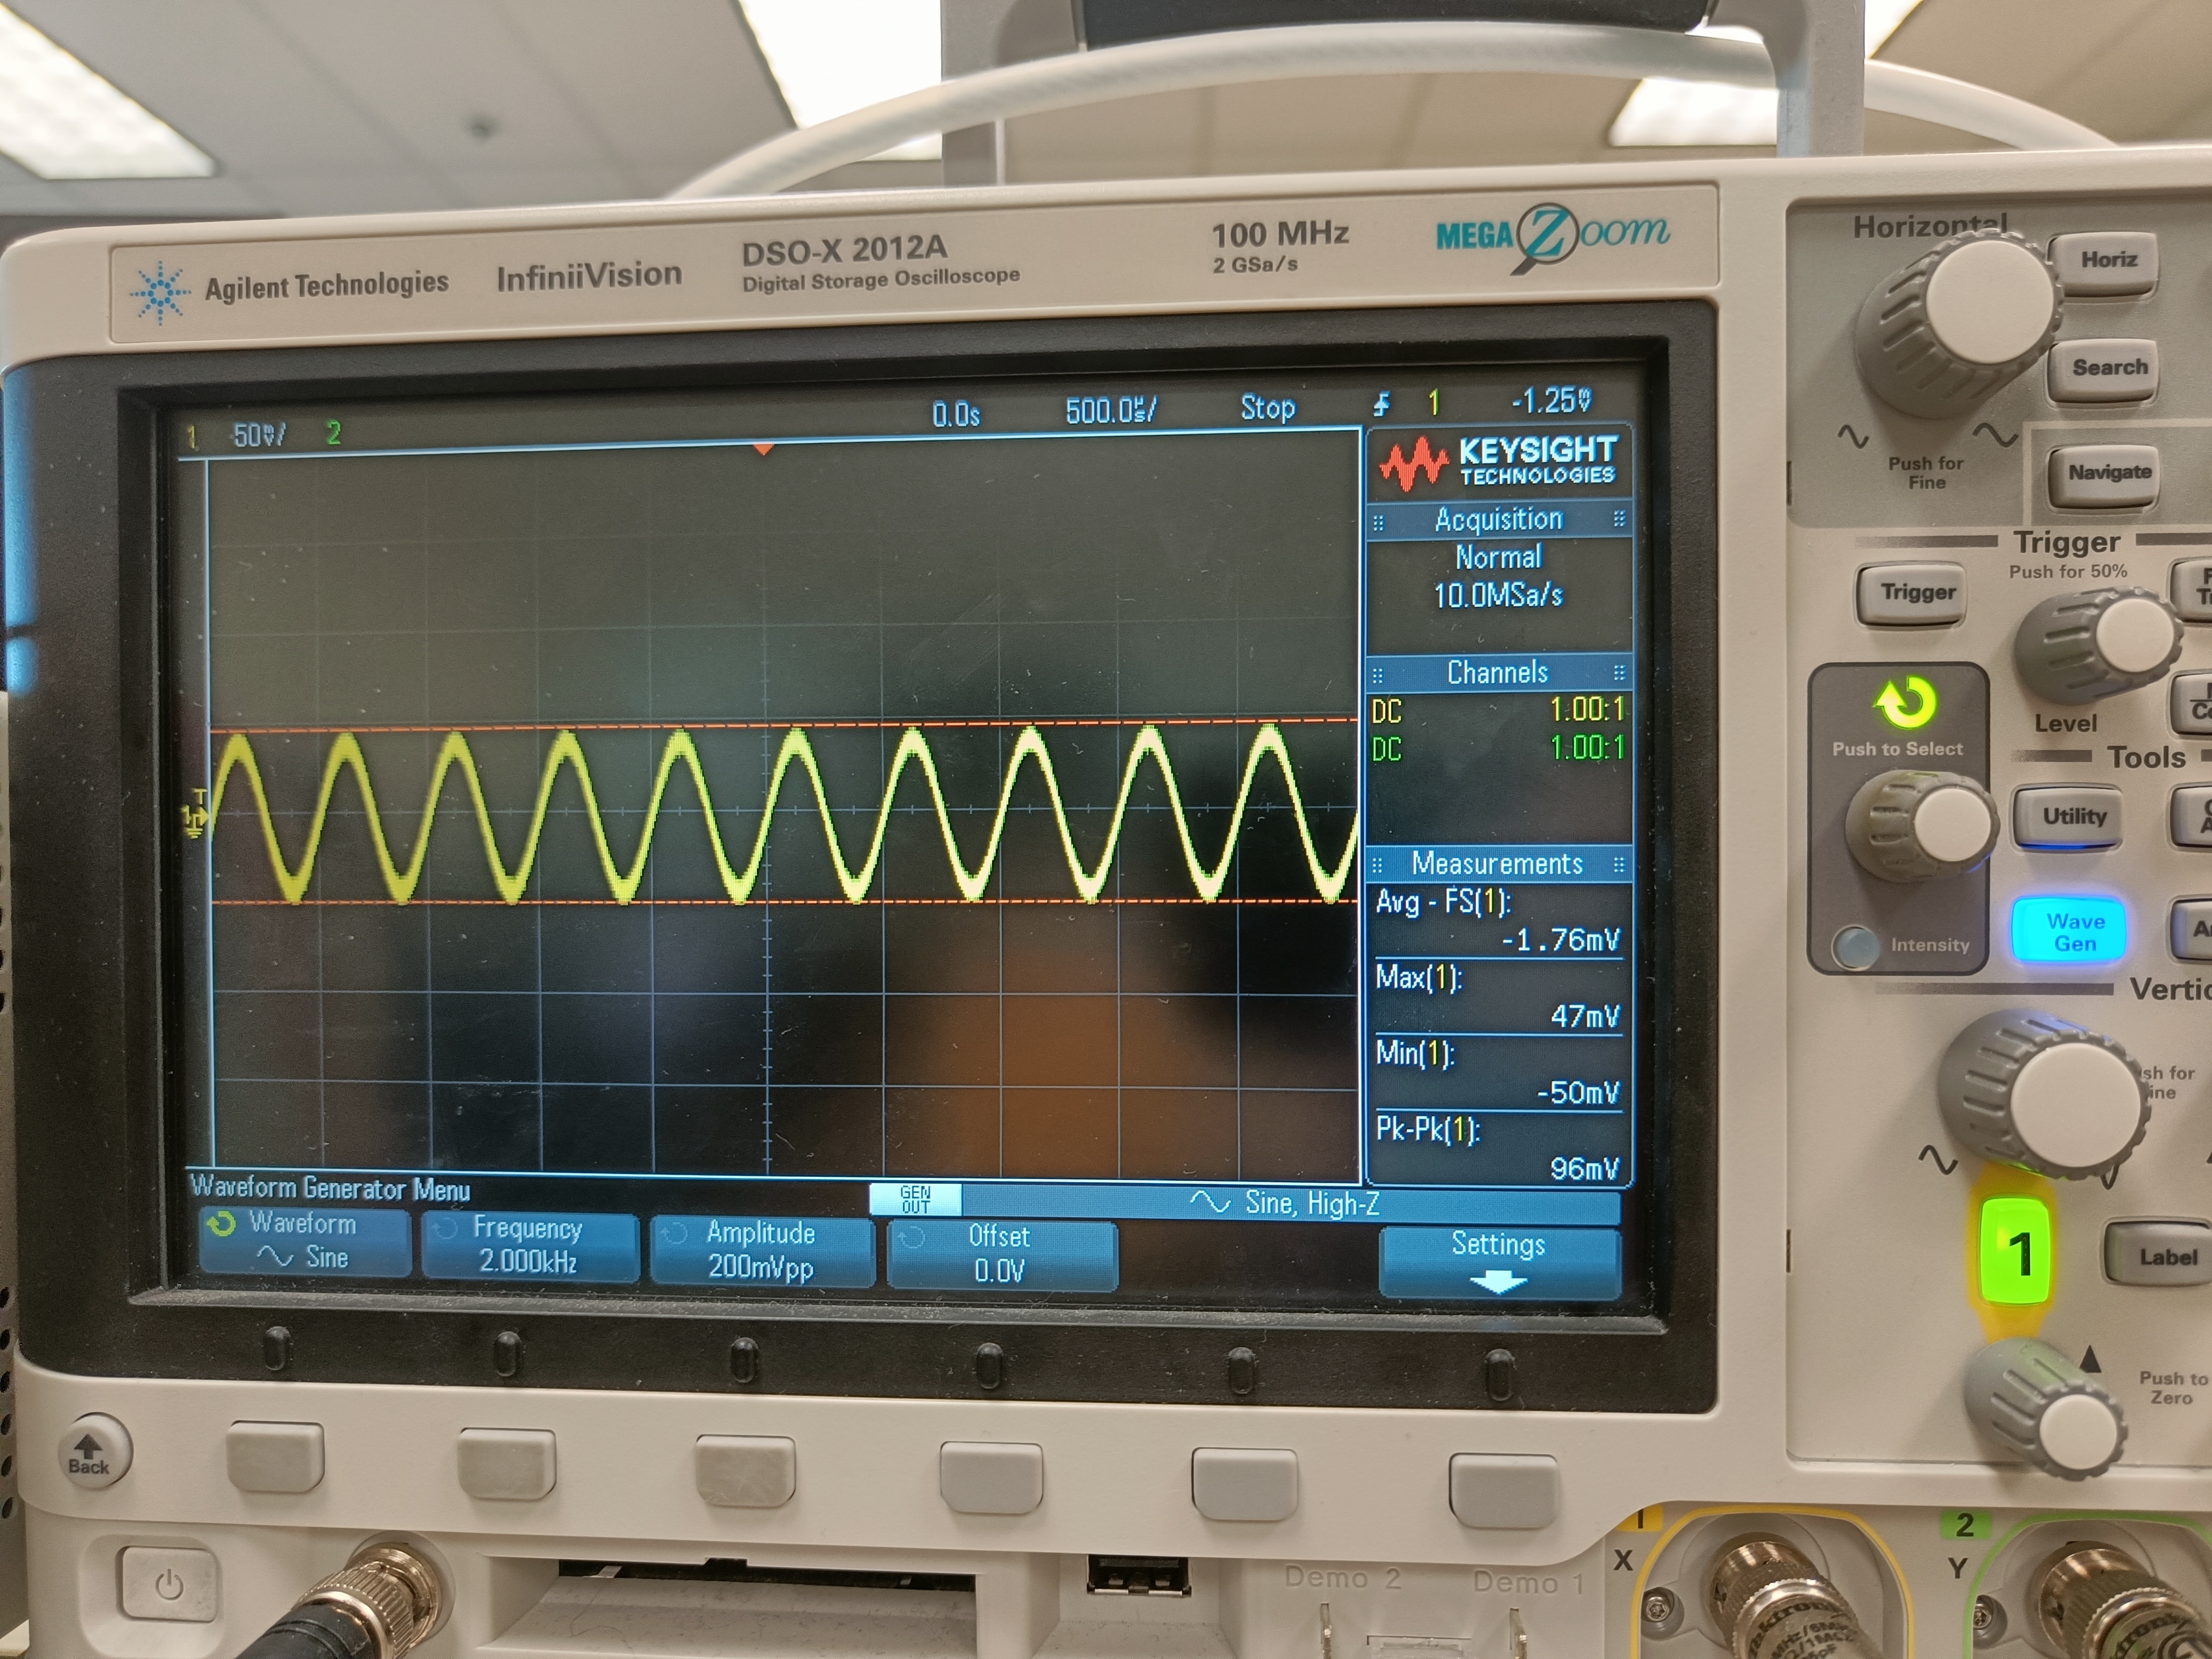 Agilent Technologies InfiniiVision DSO-X 2012A 100 MHz MEGA Zoom
Digital Storage Oscilloscope 2 GSa/s
1 50mV/ 2 0.0s 500.0µs/ Stop 1 -1.25mV
KEYSIGHT
TECHNOLOGIES
Acquisition
Normal
10.0MSa/s
Channels
DC 1.00:1
DC 1.00:1
Measurements
Avg - FS(1):
-1.76mV
Max(1):
47mV
Min(1):
-50mV
Pk-Pk(1):
96mV
T
Waveform Generator Menu
GEN
OUT
Sine, High-Z
Waveform
Sine
Frequency
2.000kHz
Amplitude
200mVpp
Offset
0.0V
Settings
Back
Horizontal
Horiz
Search
Push for
Fine
Navigate
Trigger
Push for 50%
Trigger
Level
Push to Select
Tools
Utility
Intensity
Wave
Gen
1
Label
Push to
Zero
Demo 2
Demo 1
1
X
2
Y